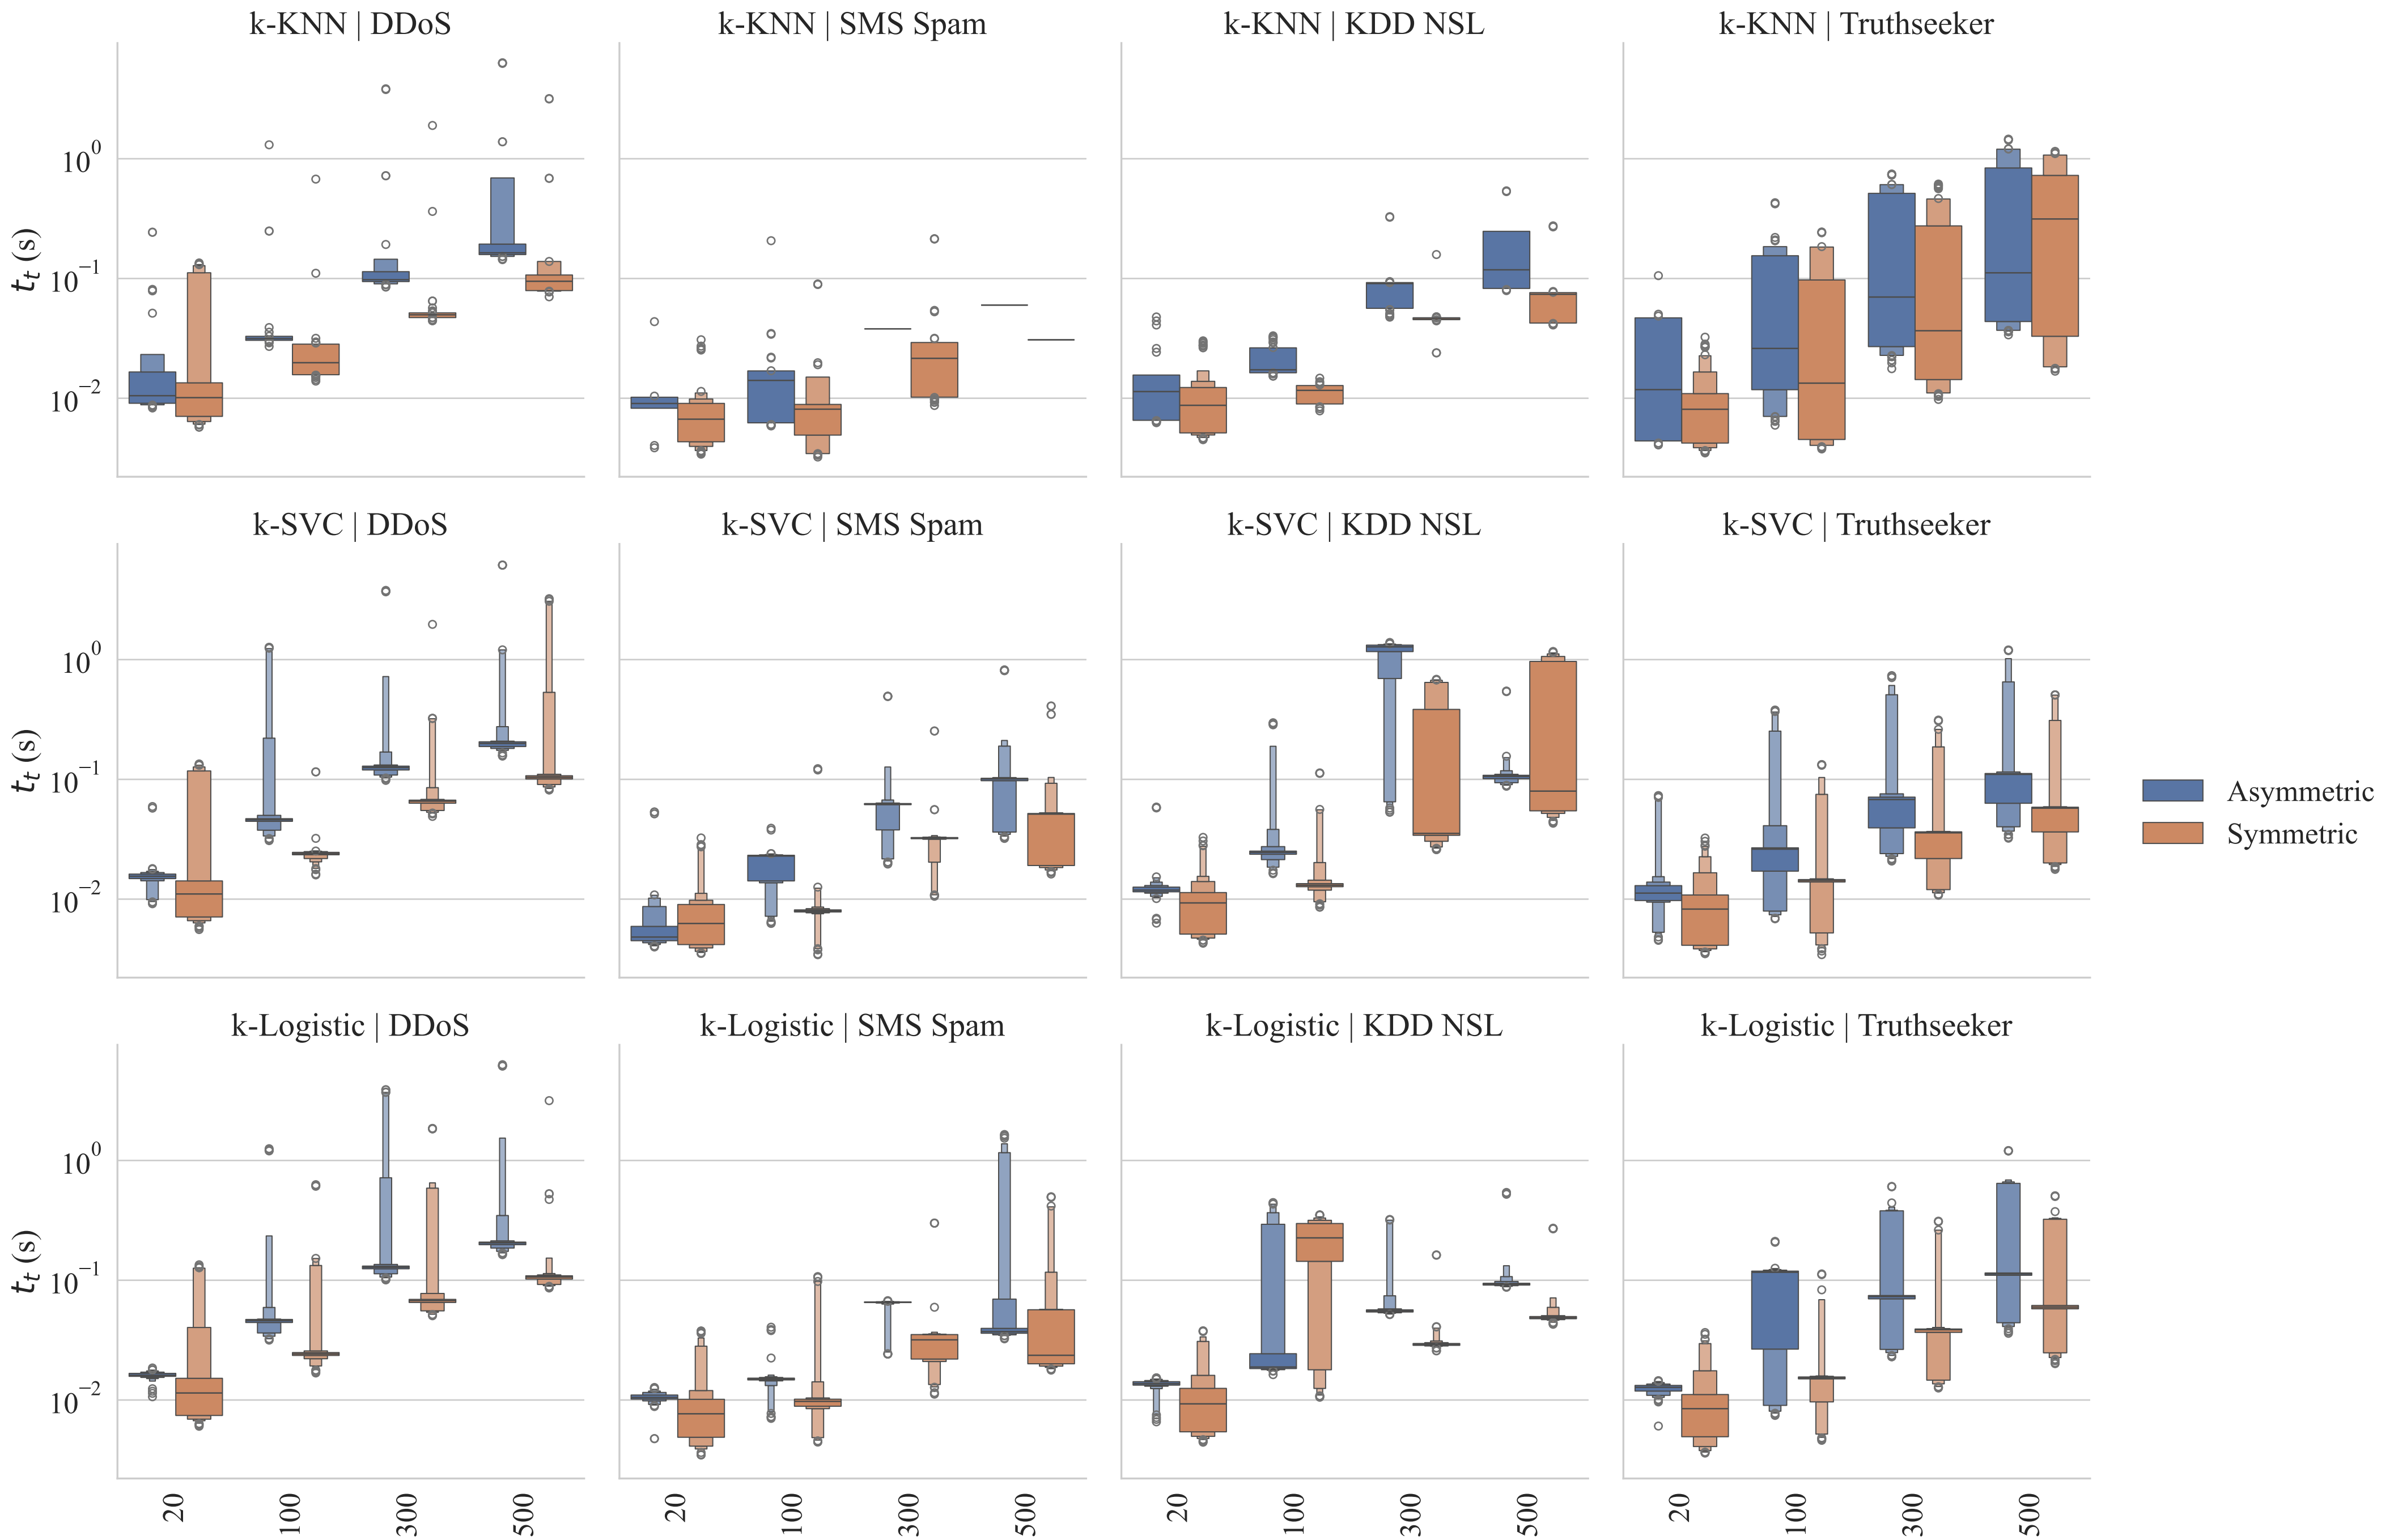 k-KNN | DDoS
k-KNN | SMS Spam
k-KNN | KDD NSL
k-KNN | Truthseeker
10^0
10^-1
10^-2
t_t (s)
k-SVC | DDoS
k-SVC | SMS Spam
k-SVC | KDD NSL
k-SVC | Truthseeker
10^0
10^-1
10^-2
t_t (s)
Asymmetric
Symmetric
k-Logistic | DDoS
k-Logistic | SMS Spam
k-Logistic | KDD NSL
k-Logistic | Truthseeker
10^0
10^-1
10^-2
t_t (s)
20 100 300 500
20 100 300 500
20 100 300 500
20 100 300 500